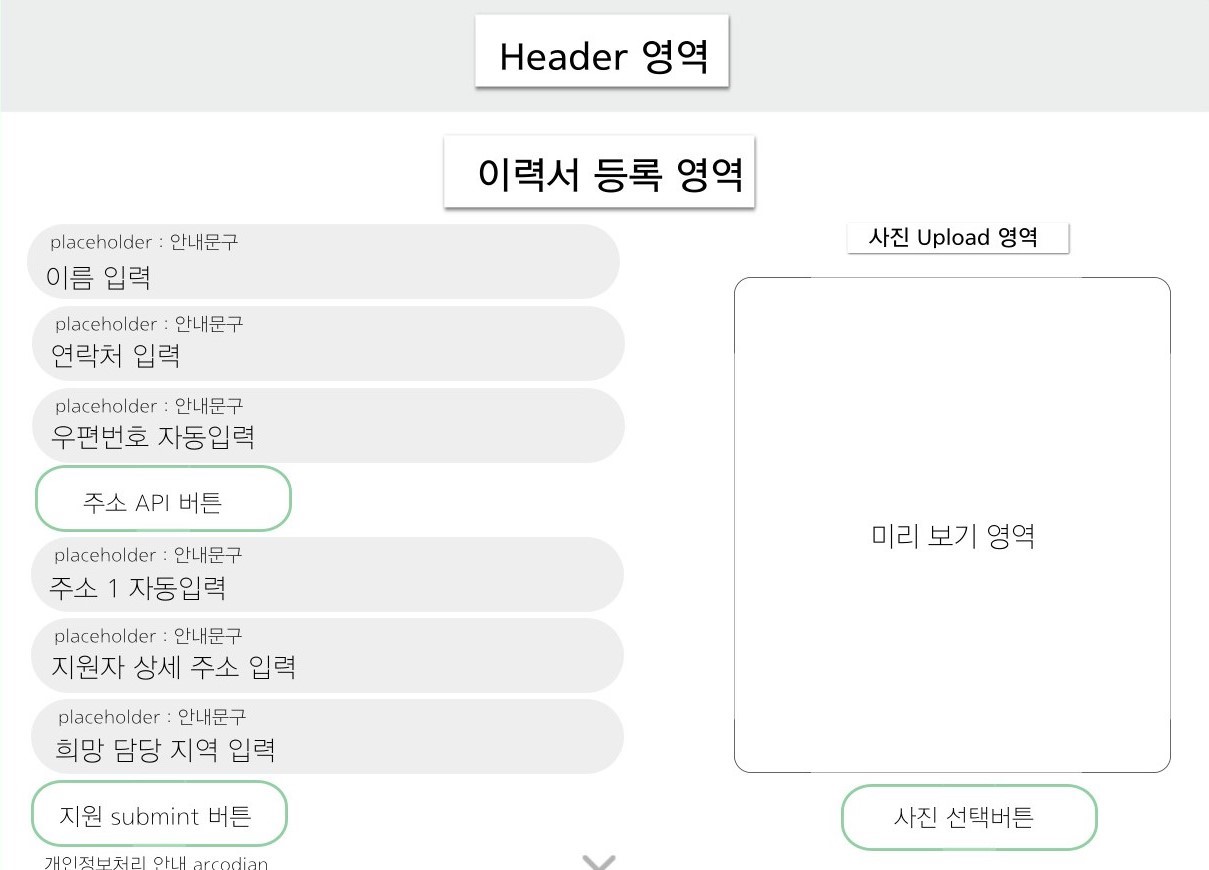 Header 영역
이력서 등록 영역
placeholder : 안내문구
이름 입력
placeholder : 안내문구
연락처 입력
placeholder : 안내문구
우편번호 자동입력
주소 API 버튼
placeholder : 안내문구
주소 1 자동입력
placeholder : 안내문구
지원자 상세 주소 입력
placeholder : 안내문구
희망 담당 지역 입력
지원 submint 버튼
개인정보처리 안내 arcodian
사진 Upload 영역
미리 보기 영역
사진 선택버튼